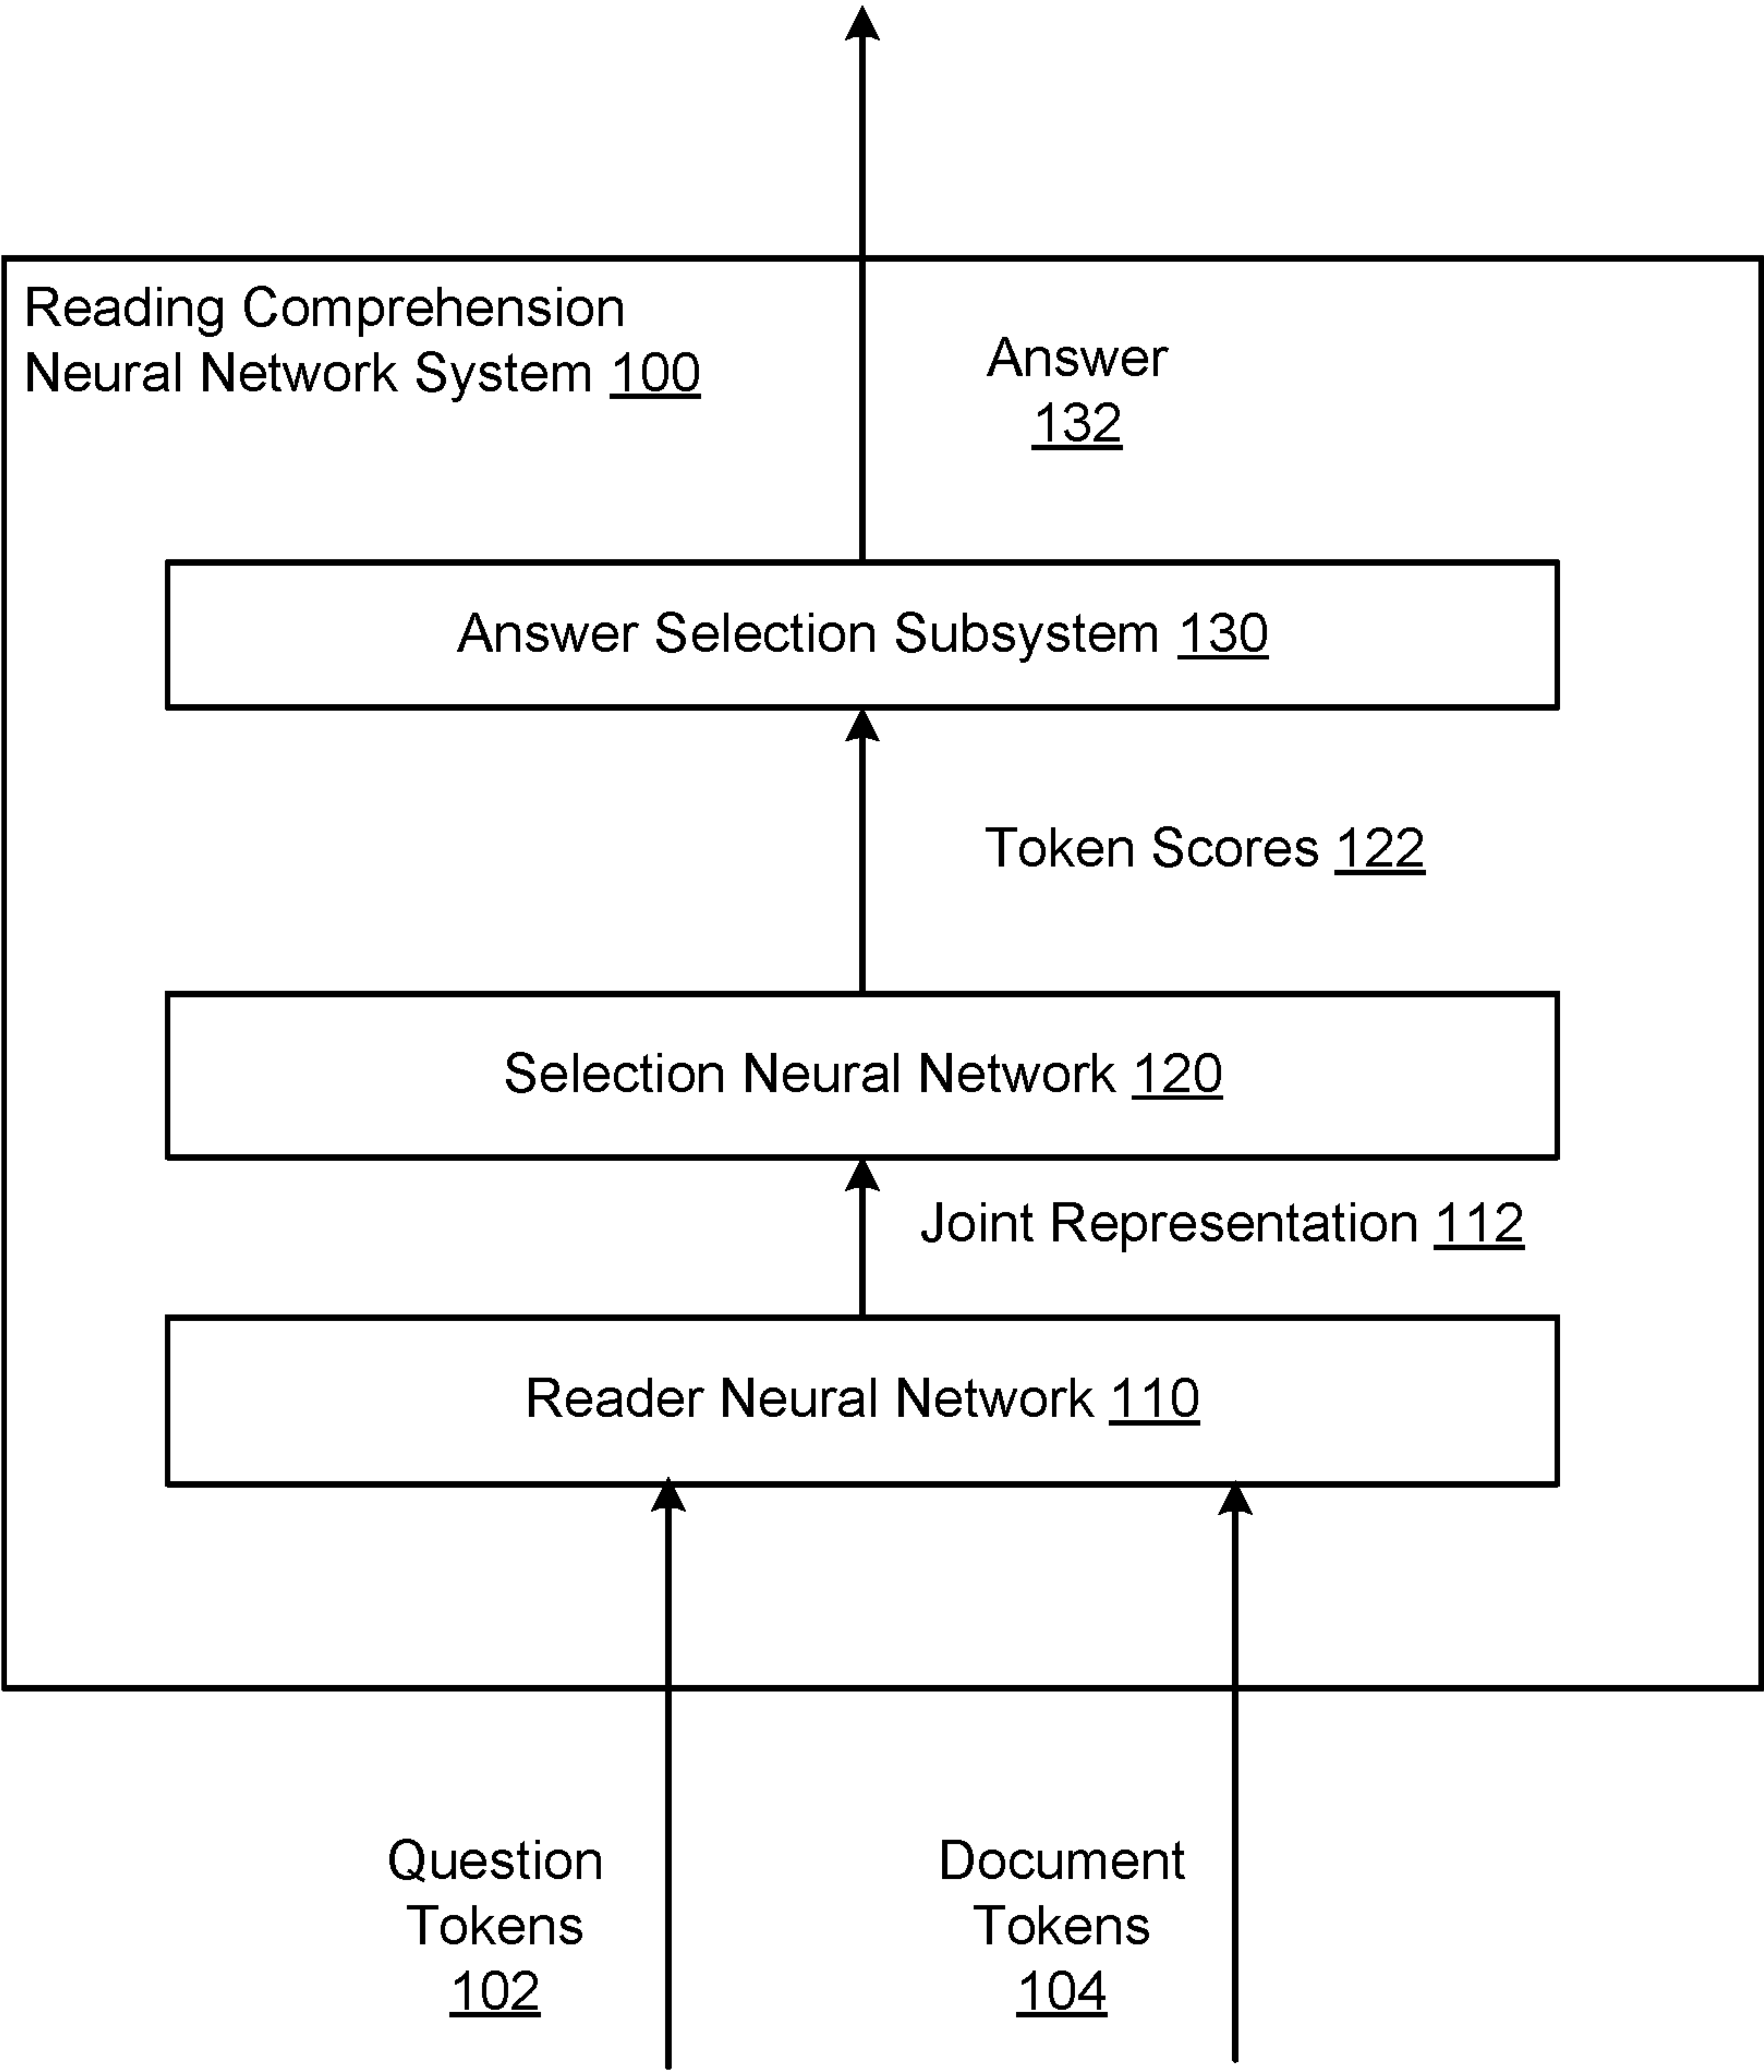 Reading Comprehension
Neural Network System 100
Answer
132
Answer Selection Subsystem 130
Token Scores 122
Selection Neural Network 120
Joint Representation 112
Reader Neural Network 110
Question
Tokens
102
Document
Tokens
104